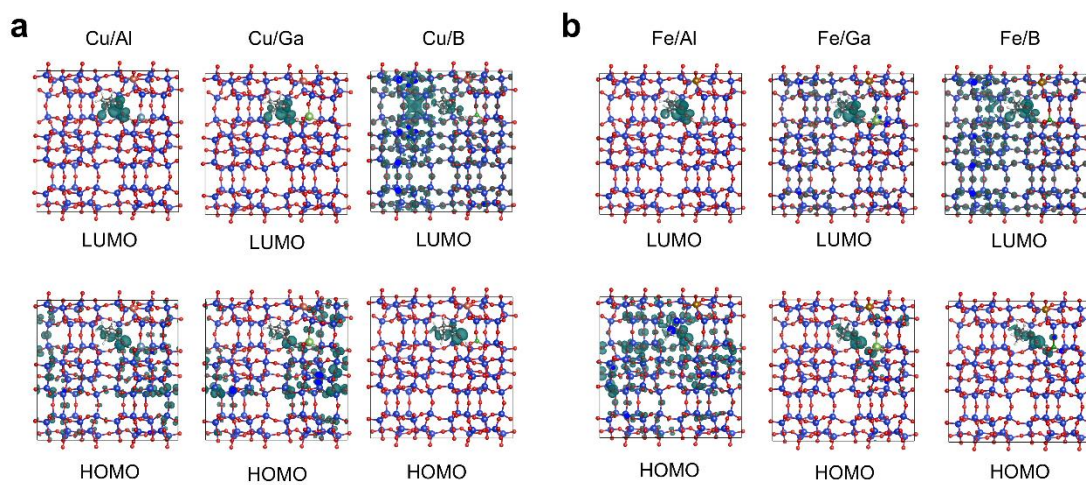 a
Cu/Al Cu/Ga Cu/B
LUMO LUMO LUMO
HOMO HOMO HOMO
b
Fe/Al Fe/Ga Fe/B
LUMO LUMO LUMO
HOMO HOMO HOMO